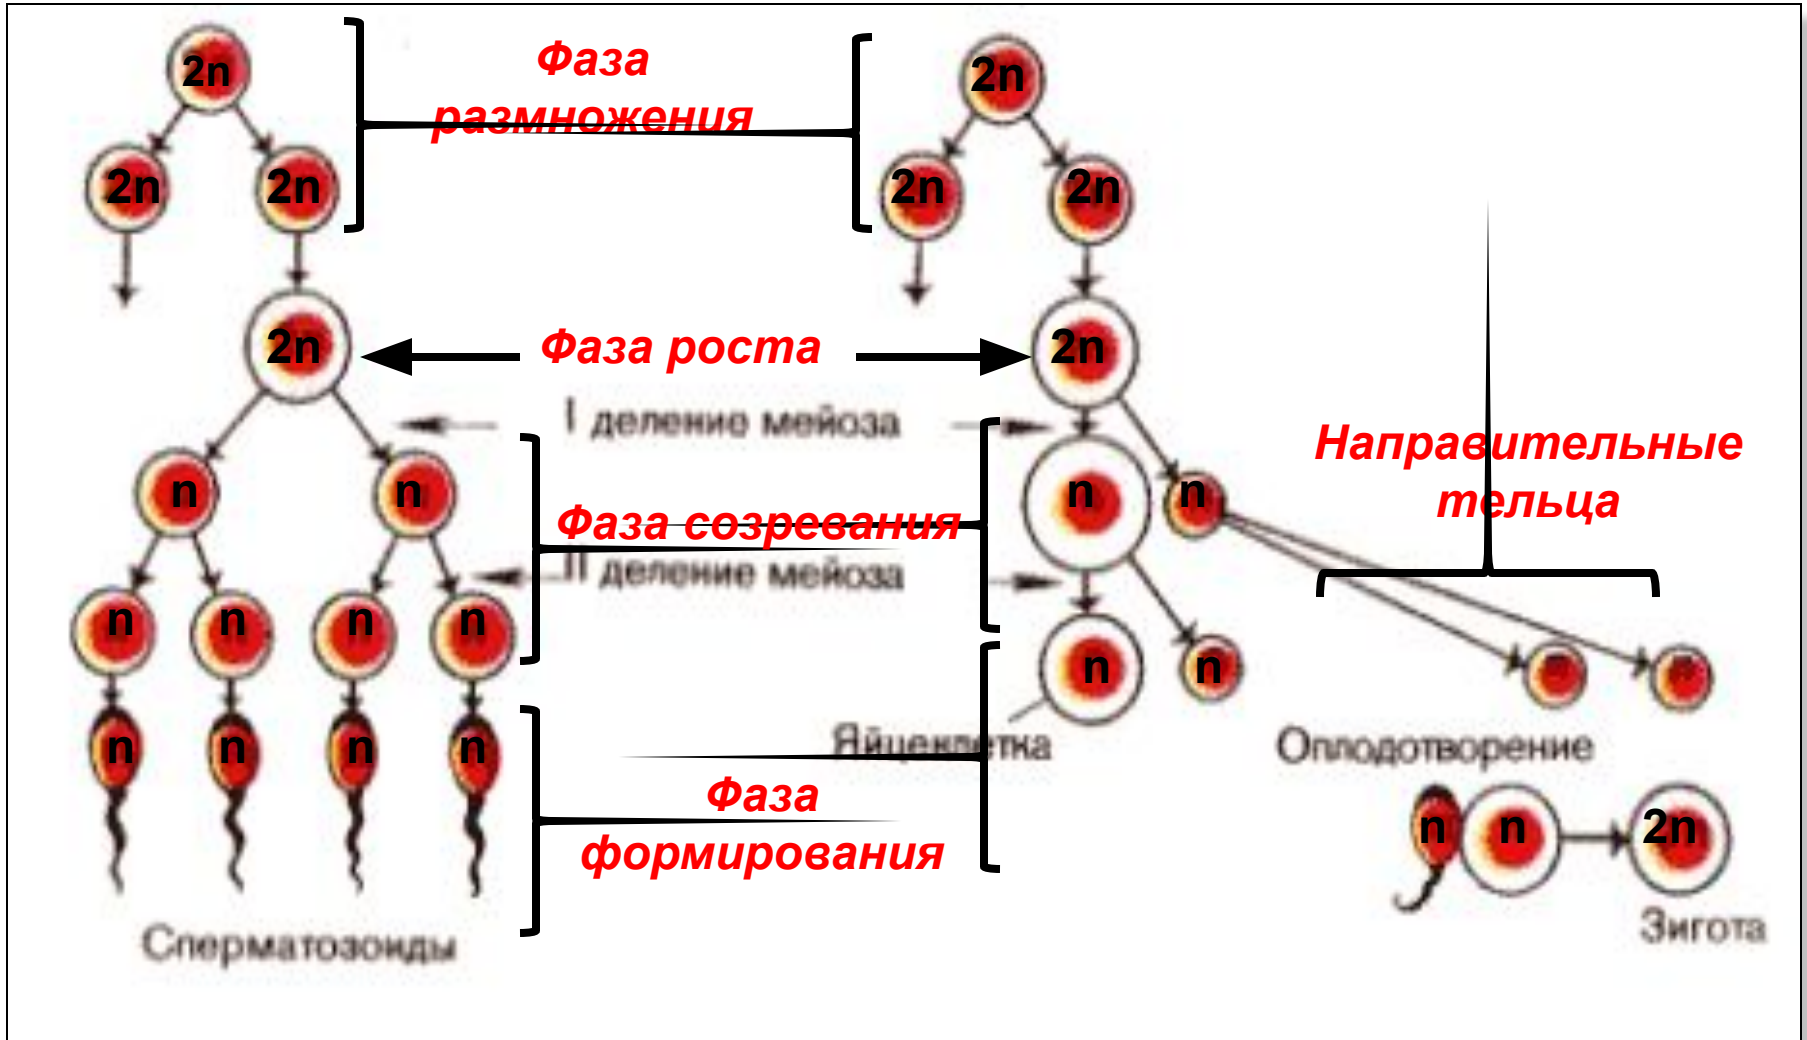 2n
2n
Фаза
размножения
2n
2n
2n
2n
2n
Фаза роста
2n
I деление мейоза
Направительные
тельца
n
n
n
n
Фаза созревания
II деление мейоза
n
n
n
n
n
n
Яйцеклетка
Оплодотворение
n
n
n
n
Фаза
формирования
n
n
2n
Сперматозоиды
Зигота